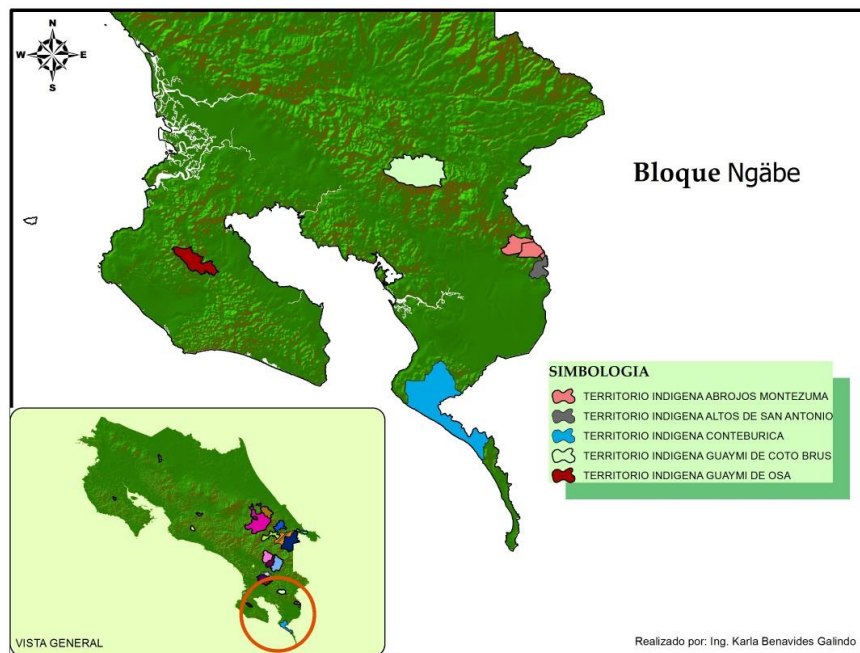 N
W E
S
Bloque Ngäbe
SIMBOLOGIA
TERRITORIO INDIGENA ABROJOS MONTEZUMA
TERRITORIO INDIGENA ALTOS DE SAN ANTONIO
TERRITORIO INDIGENA CONTEBURICA
TERRITORIO INDIGENA GUAYMI DE COTO BRUS
TERRITORIO INDIGENA GUAYMI DE OSA
VISTA GENERAL
Realizado por: Ing. Karla Benavides Galindo